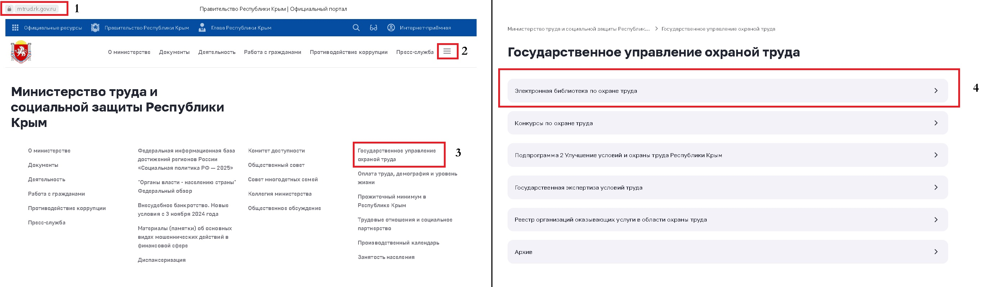 mtrud.rk.gov.ru
1
Правительство Республики Крым | Официальный портал
Официальные ресурсы
Правительство Республики Крым
Глава Республики Крым
Интернет-приёмная
О министерстве
Документы
Деятельность
Работа с гражданами
Противодействие коррупции
Пресс-служба
2
Министерство труда и
социальной защиты Республики
Крым
О министерстве
Документы
Деятельность
Работа с гражданами
Противодействие коррупции
Пресс-служба
Федеральная информационная база
достижений регионов России
«Социальная политика РФ — 2025»
"Органы власти - населению страны"
Федеральный обзор
Внесудебное банкротство. Новые
условия с 3 ноября 2024 года
Материалы (памятки) об основных
видах мошеннических действий в
финансовой сфере
Диспансеризация
Комитет доступности
Общественный совет
Совет многодетных семей
Коллегия министерства
Общественное обсуждение
Государственное управление
охраной труда
3
Оплата труда, демография и уровень
жизни
Прожиточный минимум в
Республике Крым
Трудовые отношения и социальное
партнерство
Производственный календарь
Занятость населения
Министерство труда и социальной защиты Республик... > Государственное управление охраной труда
Государственное управление охраной труда
Электронная библиотека по охране труда
4
Конкурсы по охране труда
Подпрограмма 2 Улучшение условий и охраны труда Республики Крым
Государственная экспертиза условий труда
Реестр организаций оказывающих услуги в области охраны труда
Архив